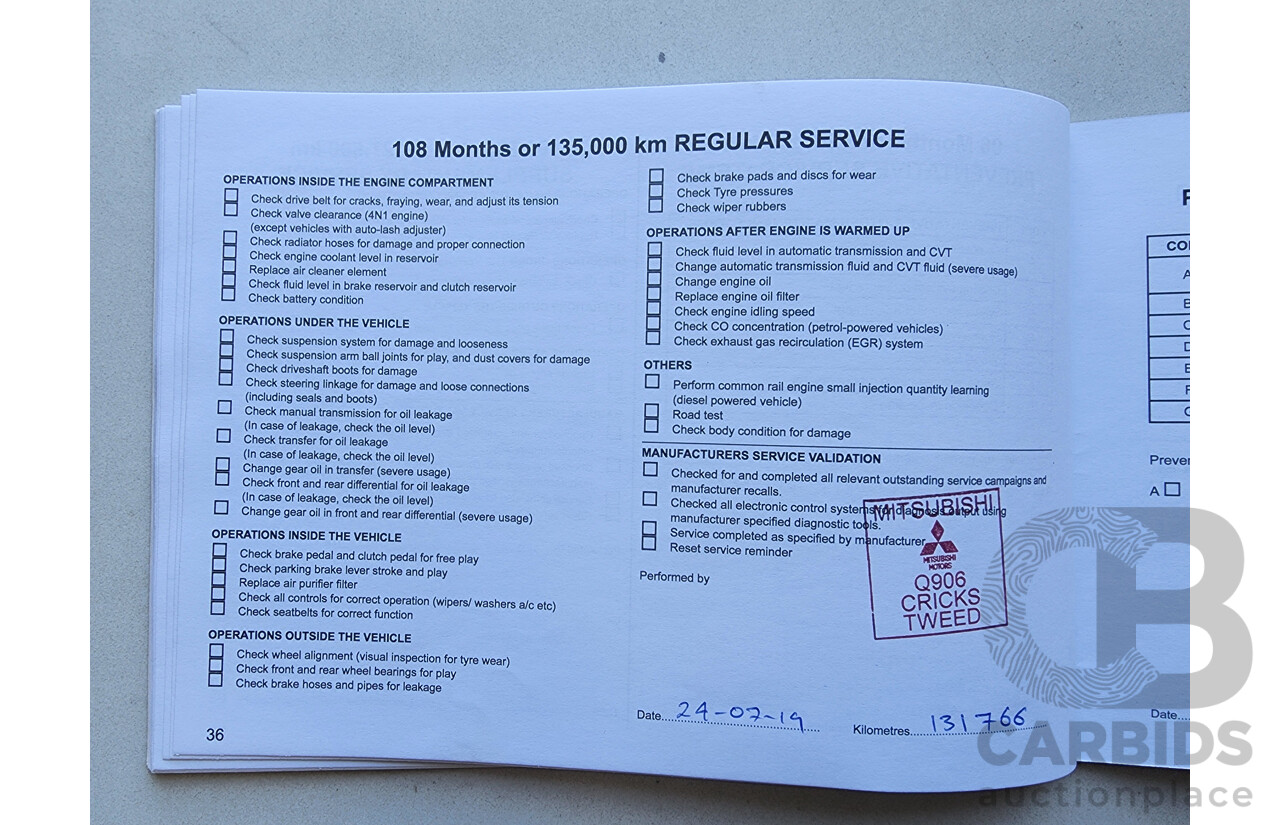 108 Months or 135,000 km REGULAR SERVICE
OPERATIONS INSIDE THE ENGINE COMPARTMENT
Check drive belt for cracks, fraying, wear, and adjust its tension
Check valve clearance (4N1 engine)
(except vehicles with auto-lash adjuster)
Check radiator hoses for damage and proper connection
Check engine coolant level in reservoir
Replace air cleaner element
Check fluid level in brake reservoir and clutch reservoir
Check battery condition
OPERATIONS UNDER THE VEHICLE
Check suspension system for damage and looseness
Check suspension arm ball joints for play, and dust covers for damage
Check driveshaft boots for damage
Check steering linkage for damage and loose connections
(including seals and boots)
Check manual transmission for oil leakage
(In case of leakage, check the oil level)
Check transfer for oil leakage
(In case of leakage, check the oil level)
Change gear oil in transfer (severe usage)
Check front and rear differential for oil leakage
(In case of leakage, check the oil level)
Change gear oil in front and rear differential (severe usage)
OPERATIONS INSIDE THE VEHICLE
Check brake pedal and clutch pedal for free play
Check parking brake lever stroke and play
Replace air purifier filter
Check all controls for correct operation (wipers/ washers a/c etc)
Check seatbelts for correct function
OPERATIONS OUTSIDE THE VEHICLE
Check wheel alignment (visual inspection for tyre wear)
Check front and rear wheel bearings for play
Check brake hoses and pipes for leakage
36
Check brake pads and discs for wear
Check Tyre pressures
Check wiper rubbers
OPERATIONS AFTER ENGINE IS WARMED UP
Check fluid level in automatic transmission and CVT
Change automatic transmission fluid and CVT fluid (severe usage)
Change engine oil
Replace engine oil filter
Check engine idling speed
Check CO concentration (petrol-powered vehicles)
Check exhaust gas recirculation (EGR) system
OTHERS
Perform common rail engine small injection quantity learning
(diesel powered vehicle)
Road test
Check body condition for damage
MANUFACTURERS SERVICE VALIDATION
Checked for and completed all relevant outstanding service campaigns and
manufacturer recalls.
Checked all electronic control systems for diagnosis output using
manufacturer specified diagnostic tools.
Service completed as specified by manufacturer
Reset service reminder
Performed by
MITSUBISHI
MITSUBISHI
MOTORS
Q906
CRICKS
TWEED
Date 24-07-19
Kilometres 131766
A
Date
CB
CARBIDS
auctionplace